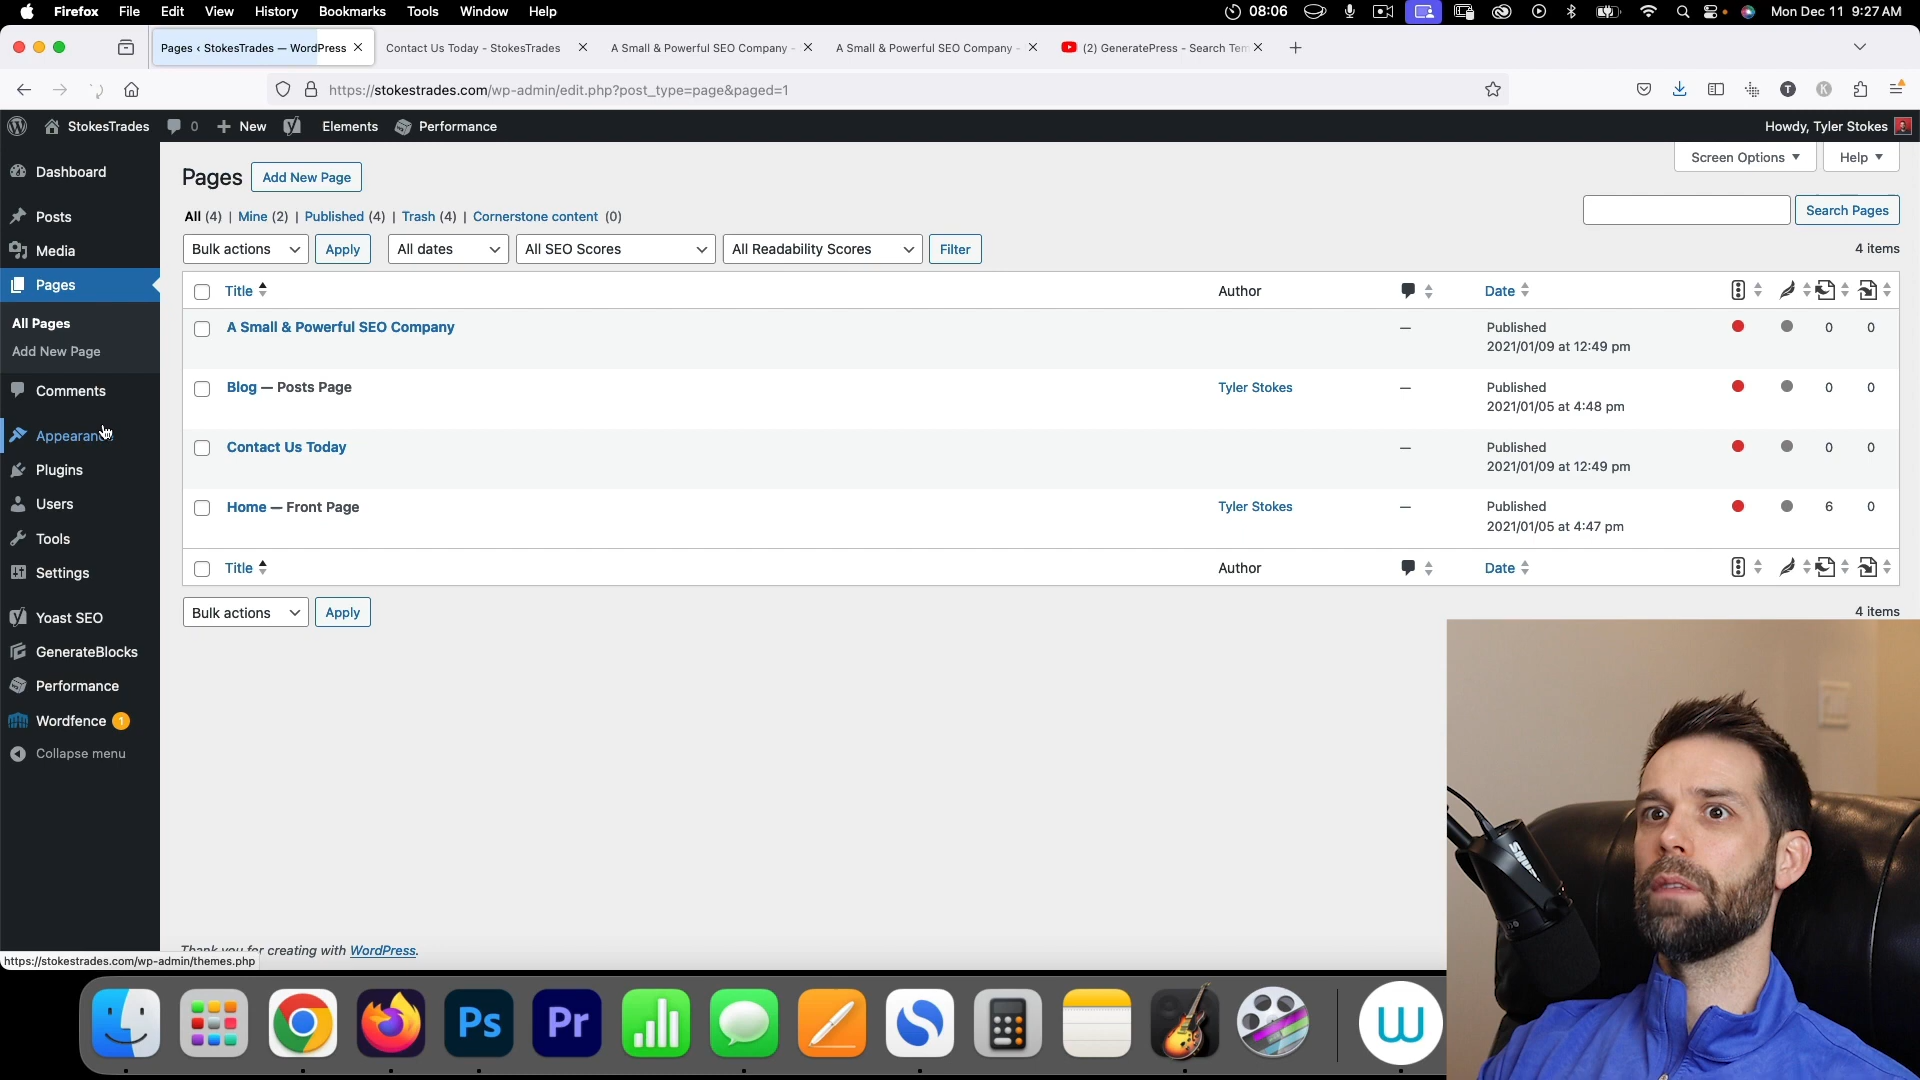 Firefox File Edit View History Bookmarks Tools Window Help 08:06 Mon Dec 11 9:27 AM
Pages ‹ StokesTrades — WordPress Contact Us Today - StokesTrades A Small & Powerful SEO Company - A Small & Powerful SEO Company - (2) GeneratePress - Search Tem
https://stokestrades.com/wp-admin/edit.php?post_type=page&paged=1
StokesTrades 0 New Elements Performance Howdy, Tyler Stokes
Screen Options Help
Dashboard
Posts
Media
Pages
All Pages
Add New Page
Comments
Appearanc
Plugins
Users
Tools
Settings
Yoast SEO
GenerateBlocks
Performance
Wordfence 1
Collapse menu
Pages Add New Page
All (4) | Mine (2) | Published (4) | Trash (4) | Cornerstone content (0)
Search Pages
Bulk actions Apply All dates All SEO Scores All Readability Scores Filter 4 items
Title Author Date
A Small & Powerful SEO Company — Published 0 0
2021/01/09 at 12:49 pm
Blog — Posts Page Tyler Stokes — Published 0 0
2021/01/05 at 4:48 pm
Contact Us Today — Published 0 0
2021/01/09 at 12:49 pm
Home — Front Page Tyler Stokes — Published 6 0
2021/01/05 at 4:47 pm
Title Author Date
Bulk actions Apply 4 items
Thank you for creating with WordPress.
https://stokestrades.com/wp-admin/themes.php
Ps Pr W
SHURE